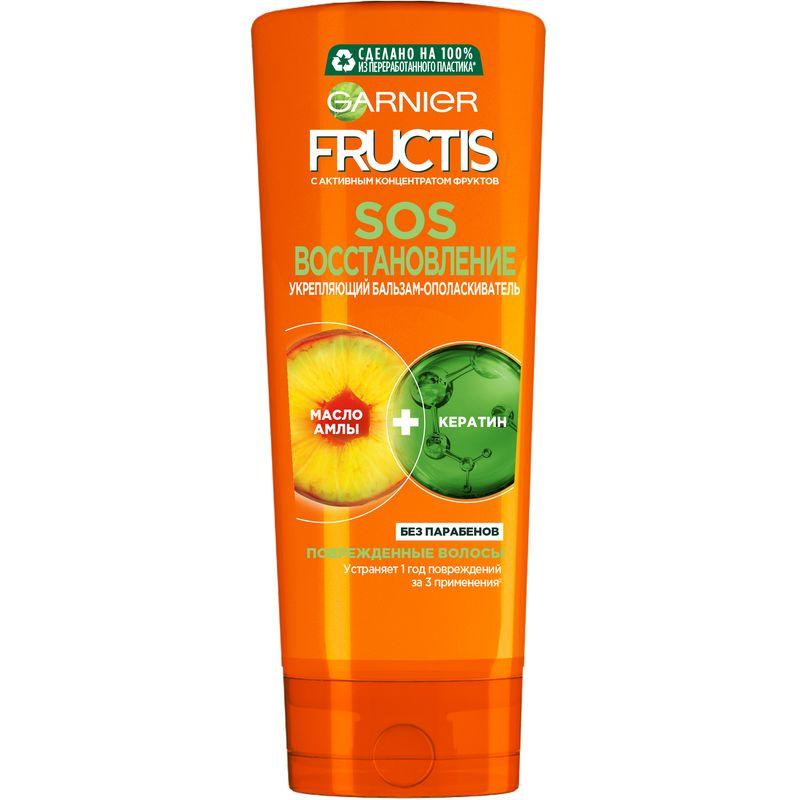 СДЕЛАНО НА 100%
ИЗ ПЕРЕРАБОТАННОГО ПЛАСТИКА*
GARNIER
FRUCTIS
С АКТИВНЫМ КОНЦЕНТРАТОМ ФРУКТОВ
SOS
ВОССТАНОВЛЕНИЕ
УКРЕПЛЯЮЩИЙ БАЛЬЗАМ-ОПОЛАСКИВАТЕЛЬ
МАСЛО
АМЛЫ
+ КЕРАТИН
БЕЗ ПАРАБЕНОВ
ПОВРЕЖДЕННЫЕ ВОЛОСЫ
Устраняет 1 год повреждений
за 3 применения²